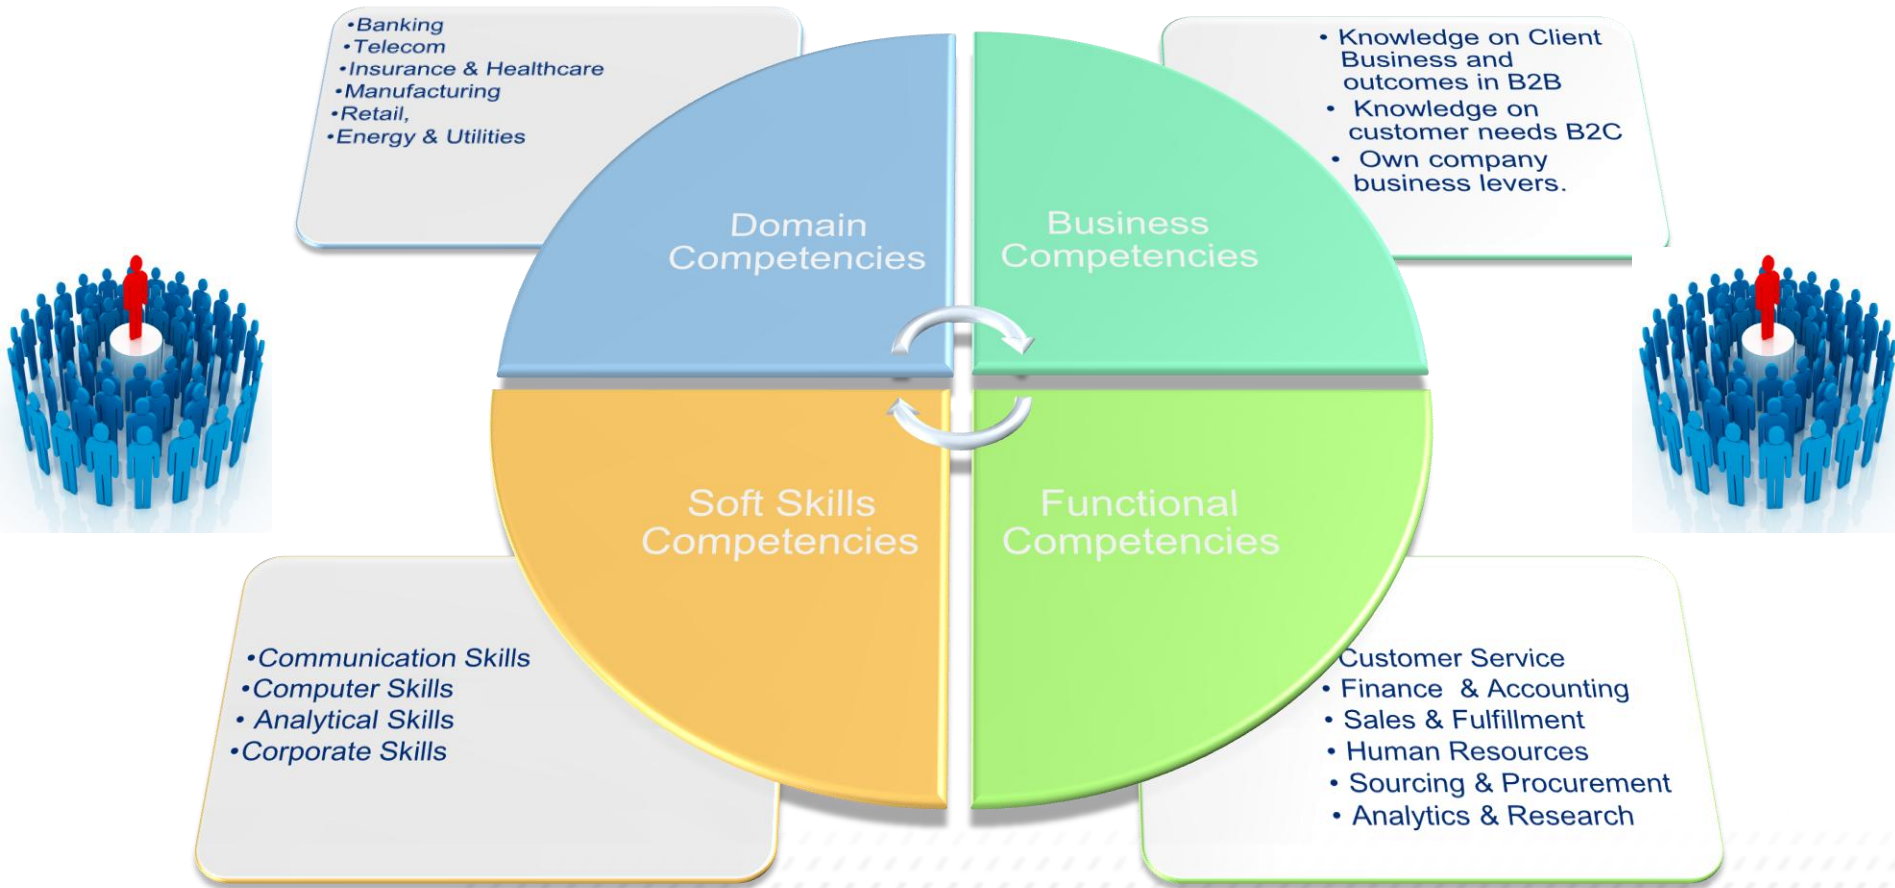 •Banking
•Telecom
•Insurance & Healthcare
•Manufacturing
•Retail,
•Energy & Utilities
• Knowledge on Client
Business and
outcomes in B2B
• Knowledge on
customer needs B2C
• Own company
business levers.
Domain
Competencies
Business
Competencies
Soft Skills
Competencies
Functional
Competencies
•Communication Skills
•Computer Skills
• Analytical Skills
•Corporate Skills
•Customer Service
• Finance & Accounting
• Sales & Fulfillment
• Human Resources
• Sourcing & Procurement
• Analytics & Research